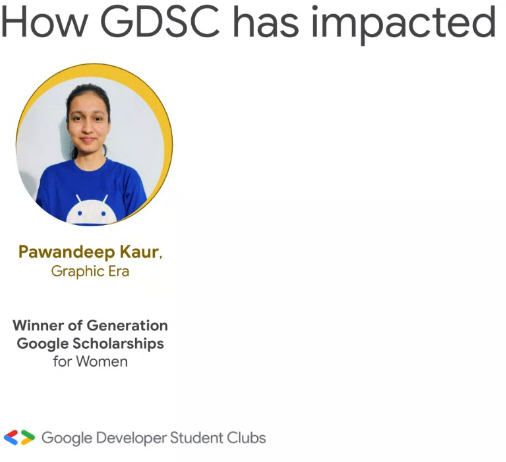 How GDSC has impacted
Pawandeep Kaur,
Graphic Era
Winner of Generation
Google Scholarships
for Women
Google Developer Student Clubs